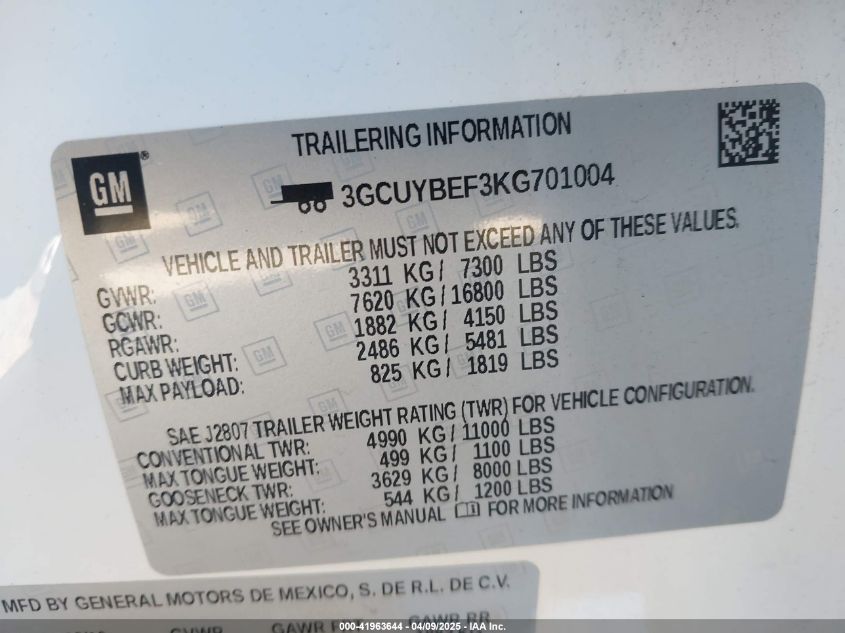 GM
TRAILERING INFORMATION
3GCUYBEF3KG701004
VEHICLE AND TRAILER MUST NOT EXCEED ANY OF THESE VALUES.
GVWR: 3311 KG/ 7300 LBS
GCWR: 7620 KG/16800 LBS
RGAWR: 1882 KG/ 4150 LBS
CURB WEIGHT: 2486 KG/ 5481 LBS
MAX PAYLOAD: 825 KG/ 1819 LBS
SAE J2807 TRAILER WEIGHT RATING (TWR) FOR VEHICLE CONFIGURATION.
CONVENTIONAL TWR: 4990 KG/11000 LBS
MAX TONGUE WEIGHT: 499 KG/ 1100 LBS
GOOSENECK TWR: 3629 KG/ 8000 LBS
MAX TONGUE WEIGHT: 544 KG/ 1200 LBS
SEE OWNER'S MANUAL FOR MORE INFORMATION
MFD BY GENERAL MOTORS DE MEXICO, S. DE R.L. DE C.V.
GVWR GAWR GAWR RR
000-41963644 / 04/09/2025 - IAA Inc.